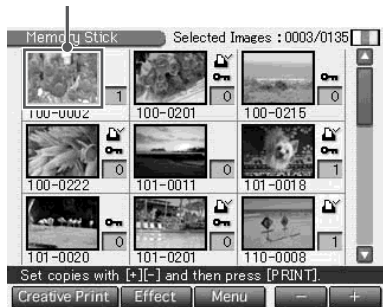 Memory Stick Selected Images : 0003/0135
1 0 0
100-0002 100-0201 100-0215
0 0 1
100-0222 101-0011 101-0018
0 0 1
101-0020 101-0201 110-0008
Set copies with [+][-] and then press [PRINT].
Creative Print Effect Menu - +